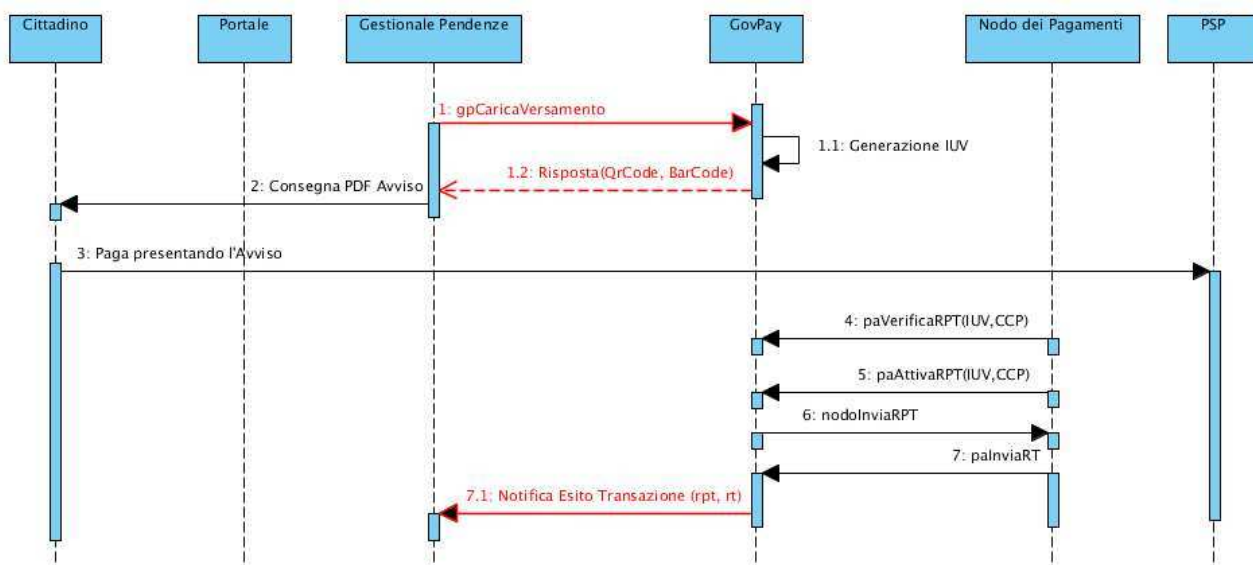 Cittadino
Portale
Gestionale Pendenze
GovPay
Nodo dei Pagamenti
PSP
1: gpCaricaVersamento
1.1: Generazione IUV
1.2: Risposta(QrCode, BarCode)
2: Consegna PDF Avviso
3: Paga presentando l'Avviso
4: paVerificaRPT(IUV,CCP)
5: paAttivaRPT(IUV,CCP)
6: nodoInviaRPT
7: paInviaRT
7.1: Notifica Esito Transazione (rpt, rt)